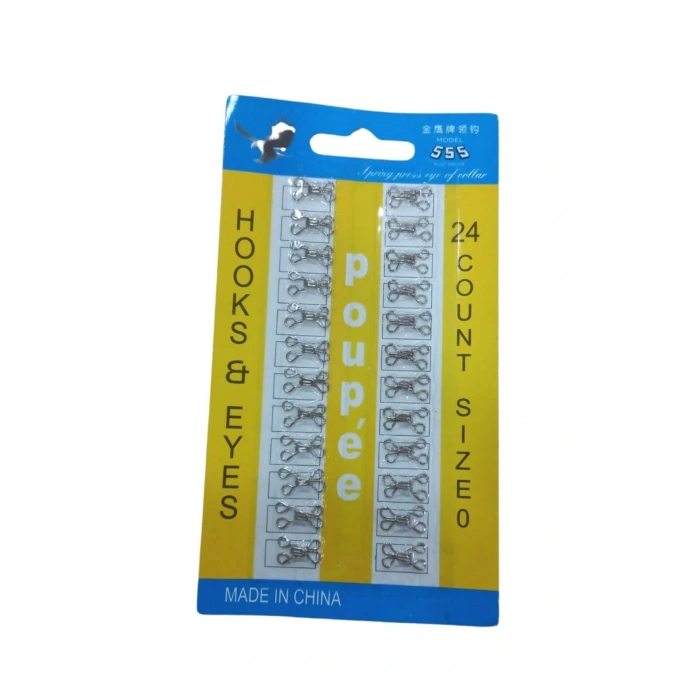 金鹰牌领钩
MODEL
555
Spring press eye of collar
HOOKS & EYES
poupée
24 COUNT SIZE 0
MADE IN CHINA